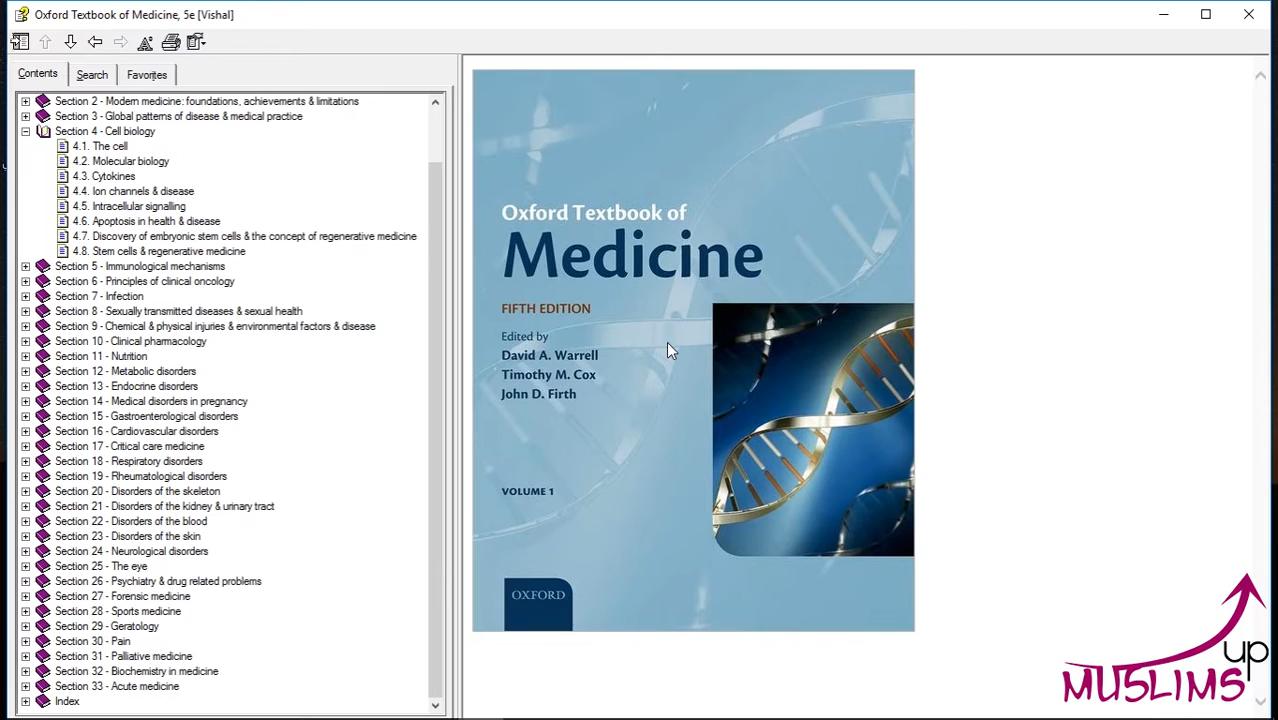 Oxford Textbook of Medicine, 5e [Vishal]
Contents
Search
Favorites
Section 2 - Modern medicine: foundations, achievements & limitations
Section 3 - Global patterns of disease & medical practice
Section 4 - Cell biology
4.1. The cell
4.2. Molecular biology
4.3. Cytokines
4.4. Ion channels & disease
4.5. Intracellular signalling
4.6. Apoptosis in health & disease
4.7. Discovery of embryonic stem cells & the concept of regenerative medicine
4.8. Stem cells & regenerative medicine
Section 5 - Immunological mechanisms
Section 6 - Principles of clinical oncology
Section 7 - Infection
Section 8 - Sexually transmitted diseases & sexual health
Section 9 - Chemical & physical injuries & environmental factors & disease
Section 10 - Clinical pharmacology
Section 11 - Nutrition
Section 12 - Metabolic disorders
Section 13 - Endocrine disorders
Section 14 - Medical disorders in pregnancy
Section 15 - Gastroenterological disorders
Section 16 - Cardiovascular disorders
Section 17 - Critical care medicine
Section 18 - Respiratory disorders
Section 19 - Rheumatological disorders
Section 20 - Disorders of the skeleton
Section 21 - Disorders of the kidney & urinary tract
Section 22 - Disorders of the blood
Section 23 - Disorders of the skin
Section 24 - Neurological disorders
Section 25 - The eye
Section 26 - Psychiatry & drug related problems
Section 27 - Forensic medicine
Section 28 - Sports medicine
Section 29 - Geratology
Section 30 - Pain
Section 31 - Palliative medicine
Section 32 - Biochemistry in medicine
Section 33 - Acute medicine
Index
Oxford Textbook of
Medicine
FIFTH EDITION
Edited by
David A. Warrell
Timothy M. Cox
John D. Firth
VOLUME 1
OXFORD
MUSLIMS up